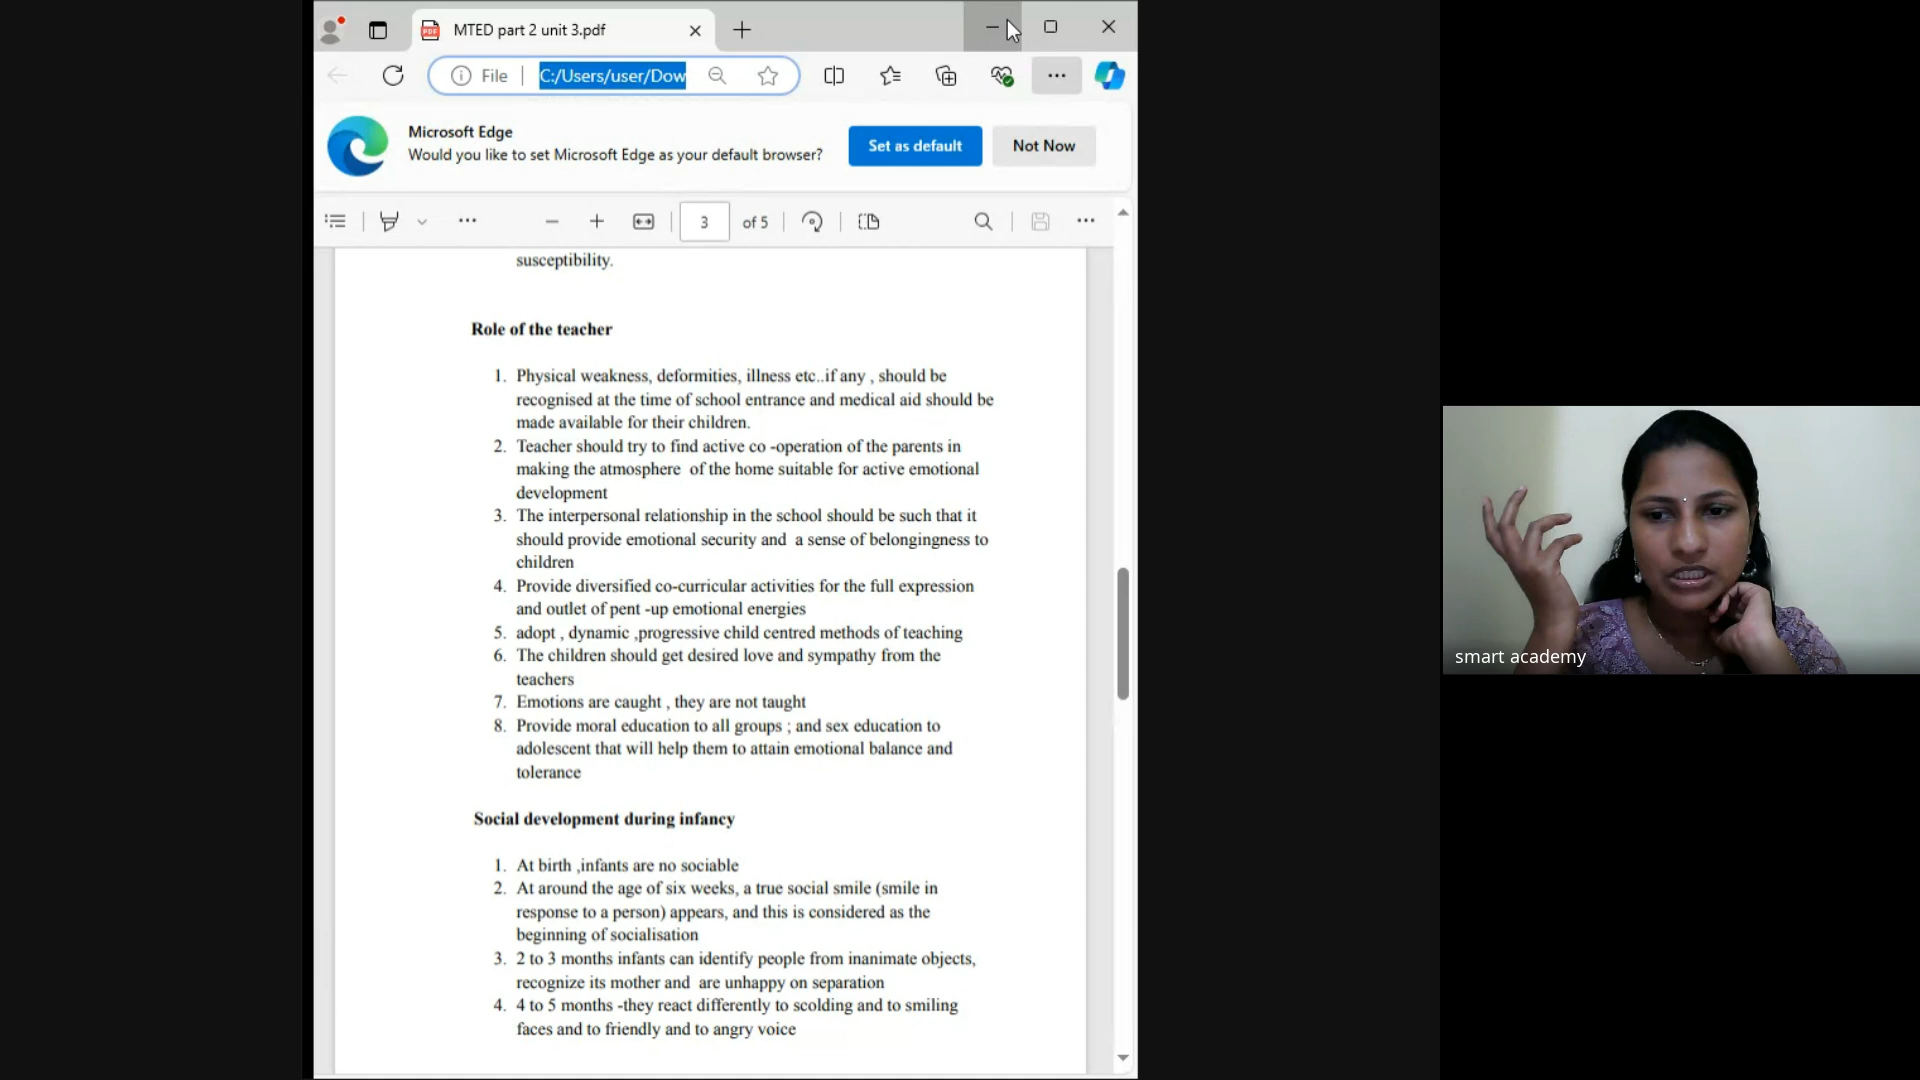 MTED part 2 unit 3.pdf
File C:/Users/user/Dow
Microsoft Edge
Would you like to set Microsoft Edge as your default browser?
Set as default
Not Now
3 of 5
susceptibility.
Role of the teacher
1. Physical weakness, deformities, illness etc..if any , should be
recognised at the time of school entrance and medical aid should be
made available for their children.
2. Teacher should try to find active co -operation of the parents in
making the atmosphere of the home suitable for active emotional
development
3. The interpersonal relationship in the school should be such that it
should provide emotional security and a sense of belongingness to
children
4. Provide diversified co-curricular activities for the full expression
and outlet of pent -up emotional energies
5. adopt , dynamic ,progressive child centred methods of teaching
6. The children should get desired love and sympathy from the
teachers
7. Emotions are caught , they are not taught
8. Provide moral education to all groups ; and sex education to
adolescent that will help them to attain emotional balance and
tolerance
Social development during infancy
1. At birth ,infants are no sociable
2. At around the age of six weeks, a true social smile (smile in
response to a person) appears, and this is considered as the
beginning of socialisation
3. 2 to 3 months infants can identify people from inanimate objects,
recognize its mother and are unhappy on separation
4. 4 to 5 months -they react differently to scolding and to smiling
faces and to friendly and to angry voice
smart academy